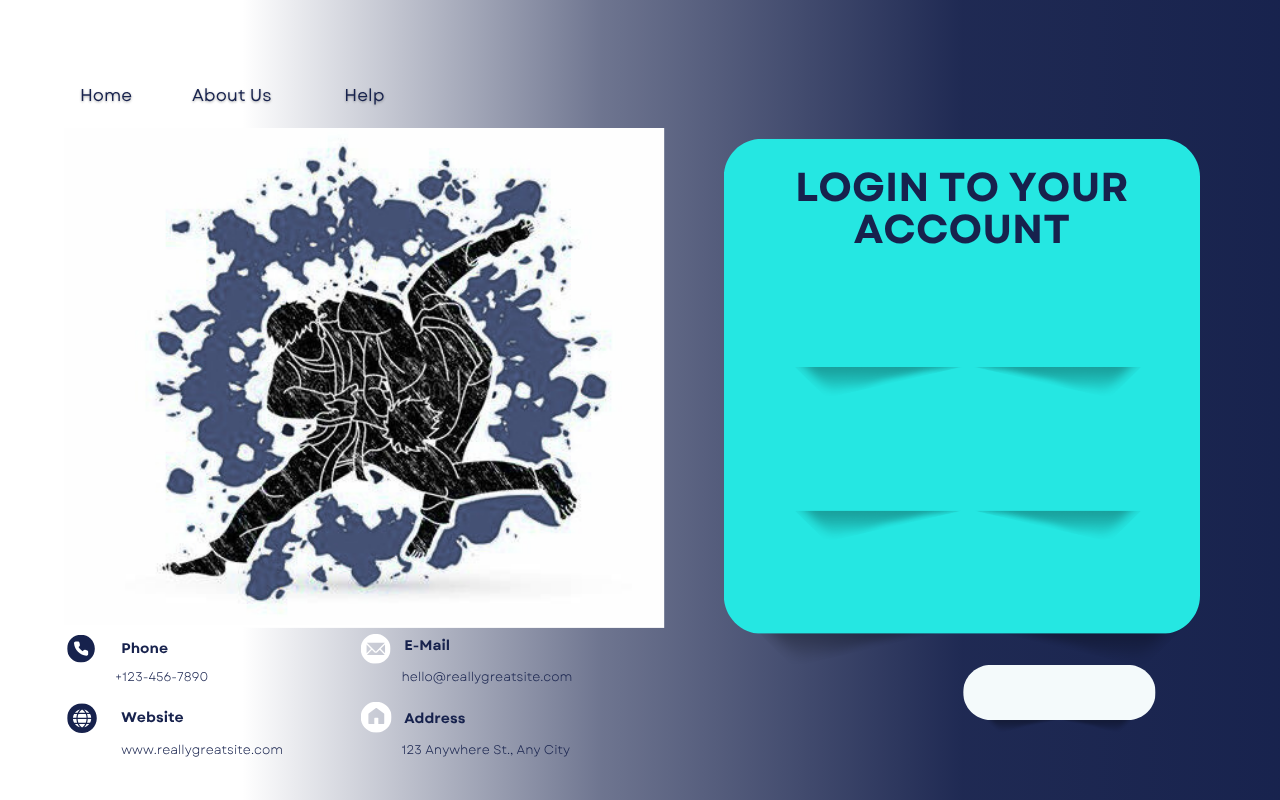 Home
About Us
Help
LOGIN TO YOUR
ACCOUNT
Phone
+123-456-7890
E-Mail
hello@reallygreatsite.com
Website
www.reallygreatsite.com
Address
123 Anywhere St., Any City